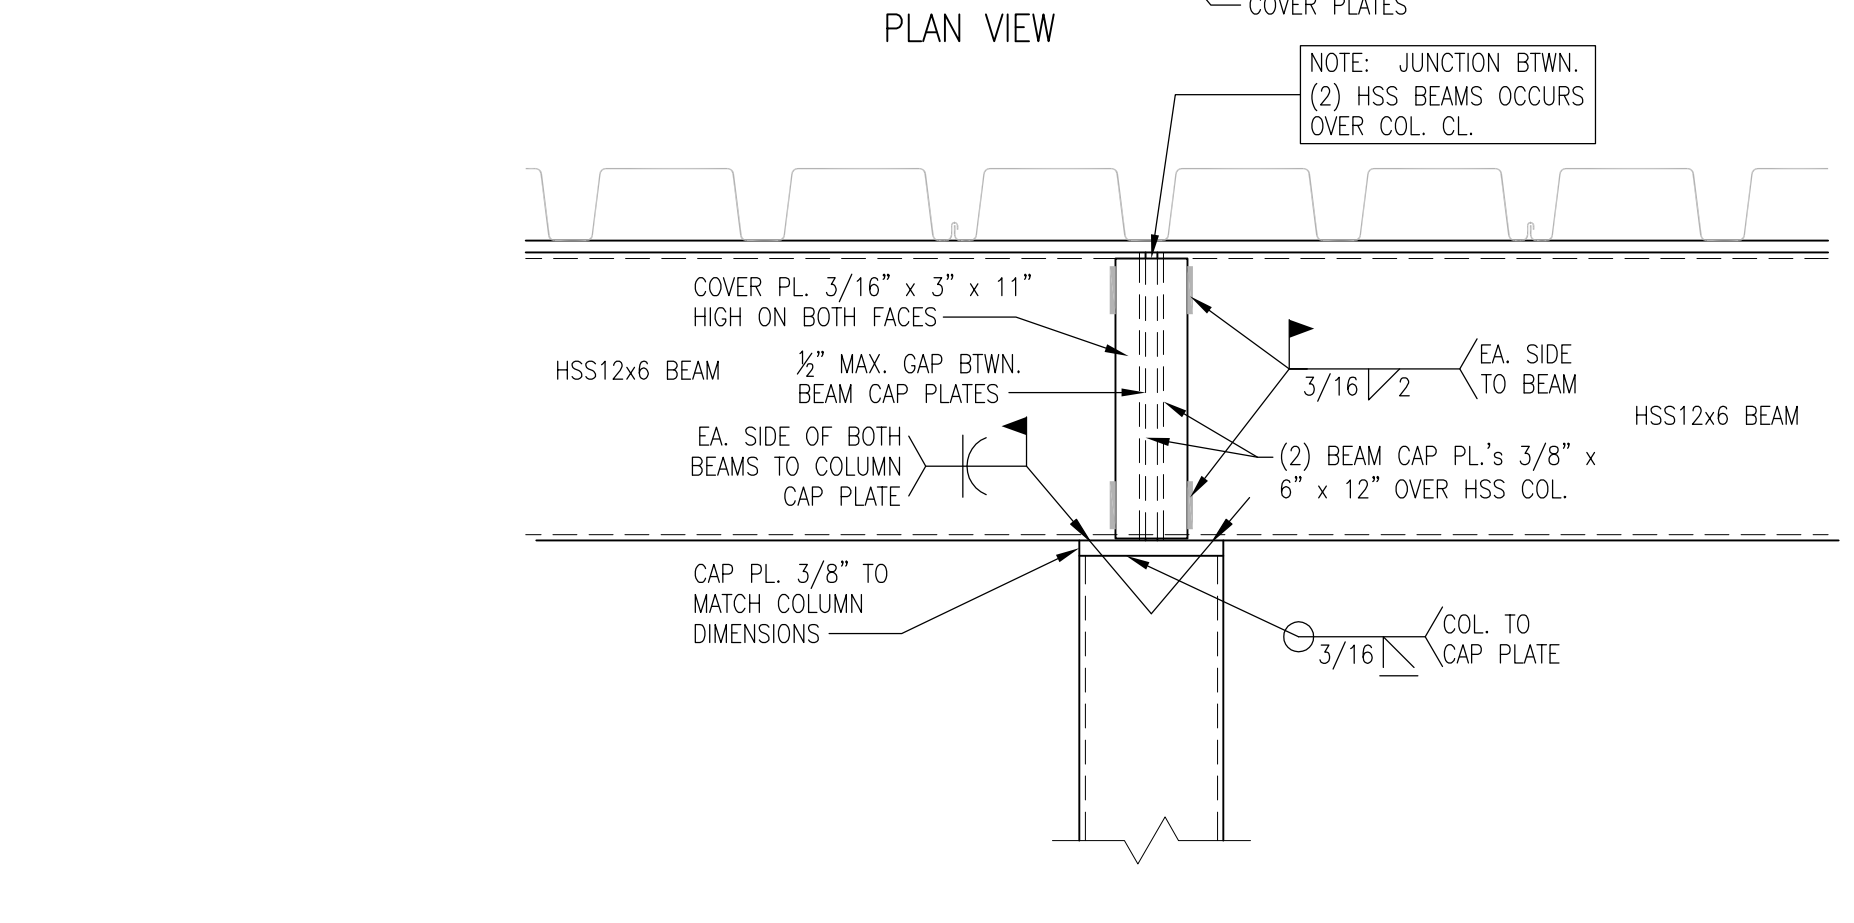 COVER PLATES
PLAN VIEW
NOTE: JUNCTION BTWN.
(2) HSS BEAMS OCCURS
OVER COL. CL.
COVER PL. 3/16” x 3” x 11”
HIGH ON BOTH FACES
HSS12x6 BEAM
½” MAX. GAP BTWN.
BEAM CAP PLATES
3/16
2
EA. SIDE
TO BEAM
HSS12x6 BEAM
EA. SIDE OF BOTH
BEAMS TO COLUMN
CAP PLATE
(2) BEAM CAP PL.'s 3/8” x
6” x 12” OVER HSS COL.
CAP PL. 3/8” TO
MATCH COLUMN
DIMENSIONS
3/16
COL. TO
CAP PLATE